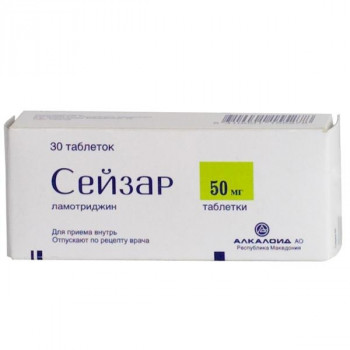 30 таблеток
Сейзар
50 мг
ламотриджин
таблетки
Для приема внутрь
Отпускают по рецепту врача
АЛКАЛОИД АО
Республика Македония